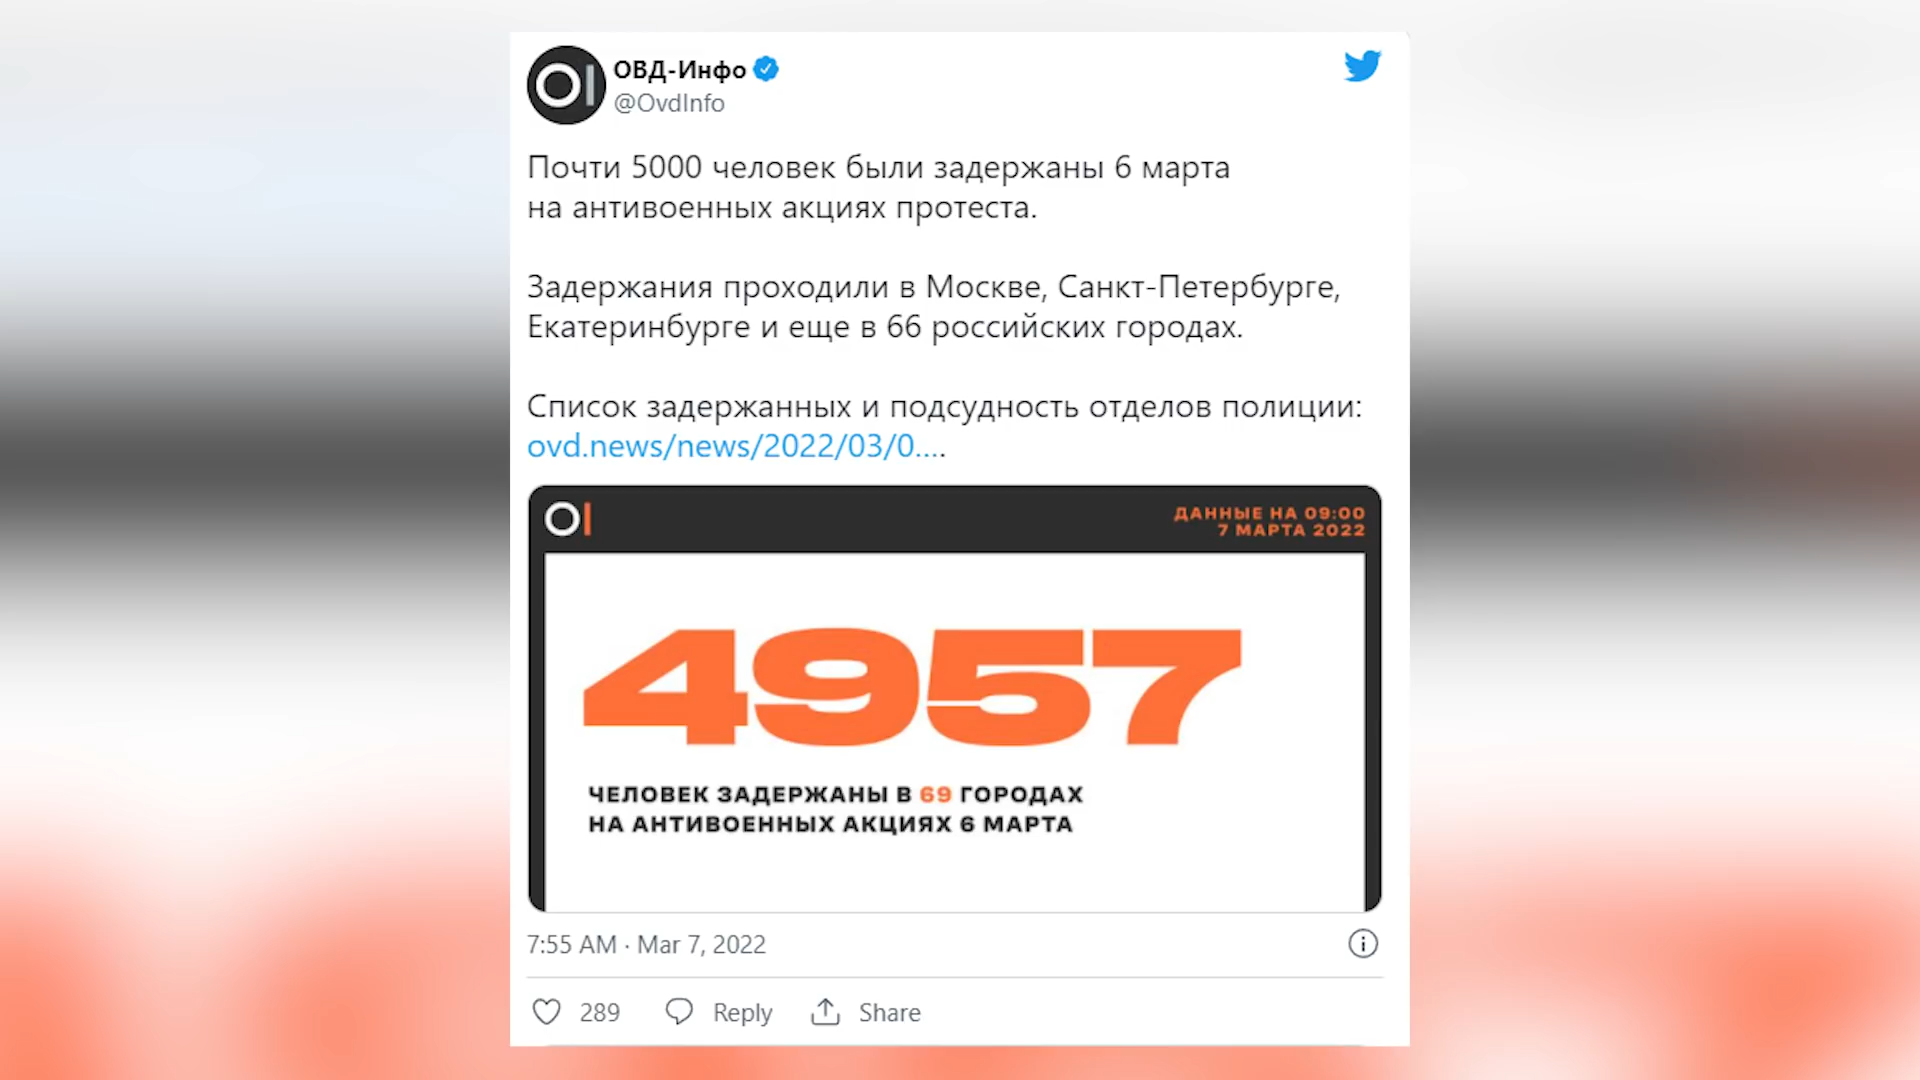 ОВД-Инфо
@OvdInfo
Почти 5000 человек были задержаны 6 марта
на антивоенных акциях протеста.
Задержания проходили в Москве, Санкт-Петербурге,
Екатеринбурге и еще в 66 российских городах.
Список задержанных и подсудность отделов полиции:
ovd.news/news/2022/03/0….
ДАННЫЕ НА 09:00
7 МАРТА 2022
4957
ЧЕЛОВЕК ЗАДЕРЖАНЫ В 69 ГОРОДАХ
НА АНТИВОЕННЫХ АКЦИЯХ 6 МАРТА
7:55 AM · Mar 7, 2022
289 Reply Share